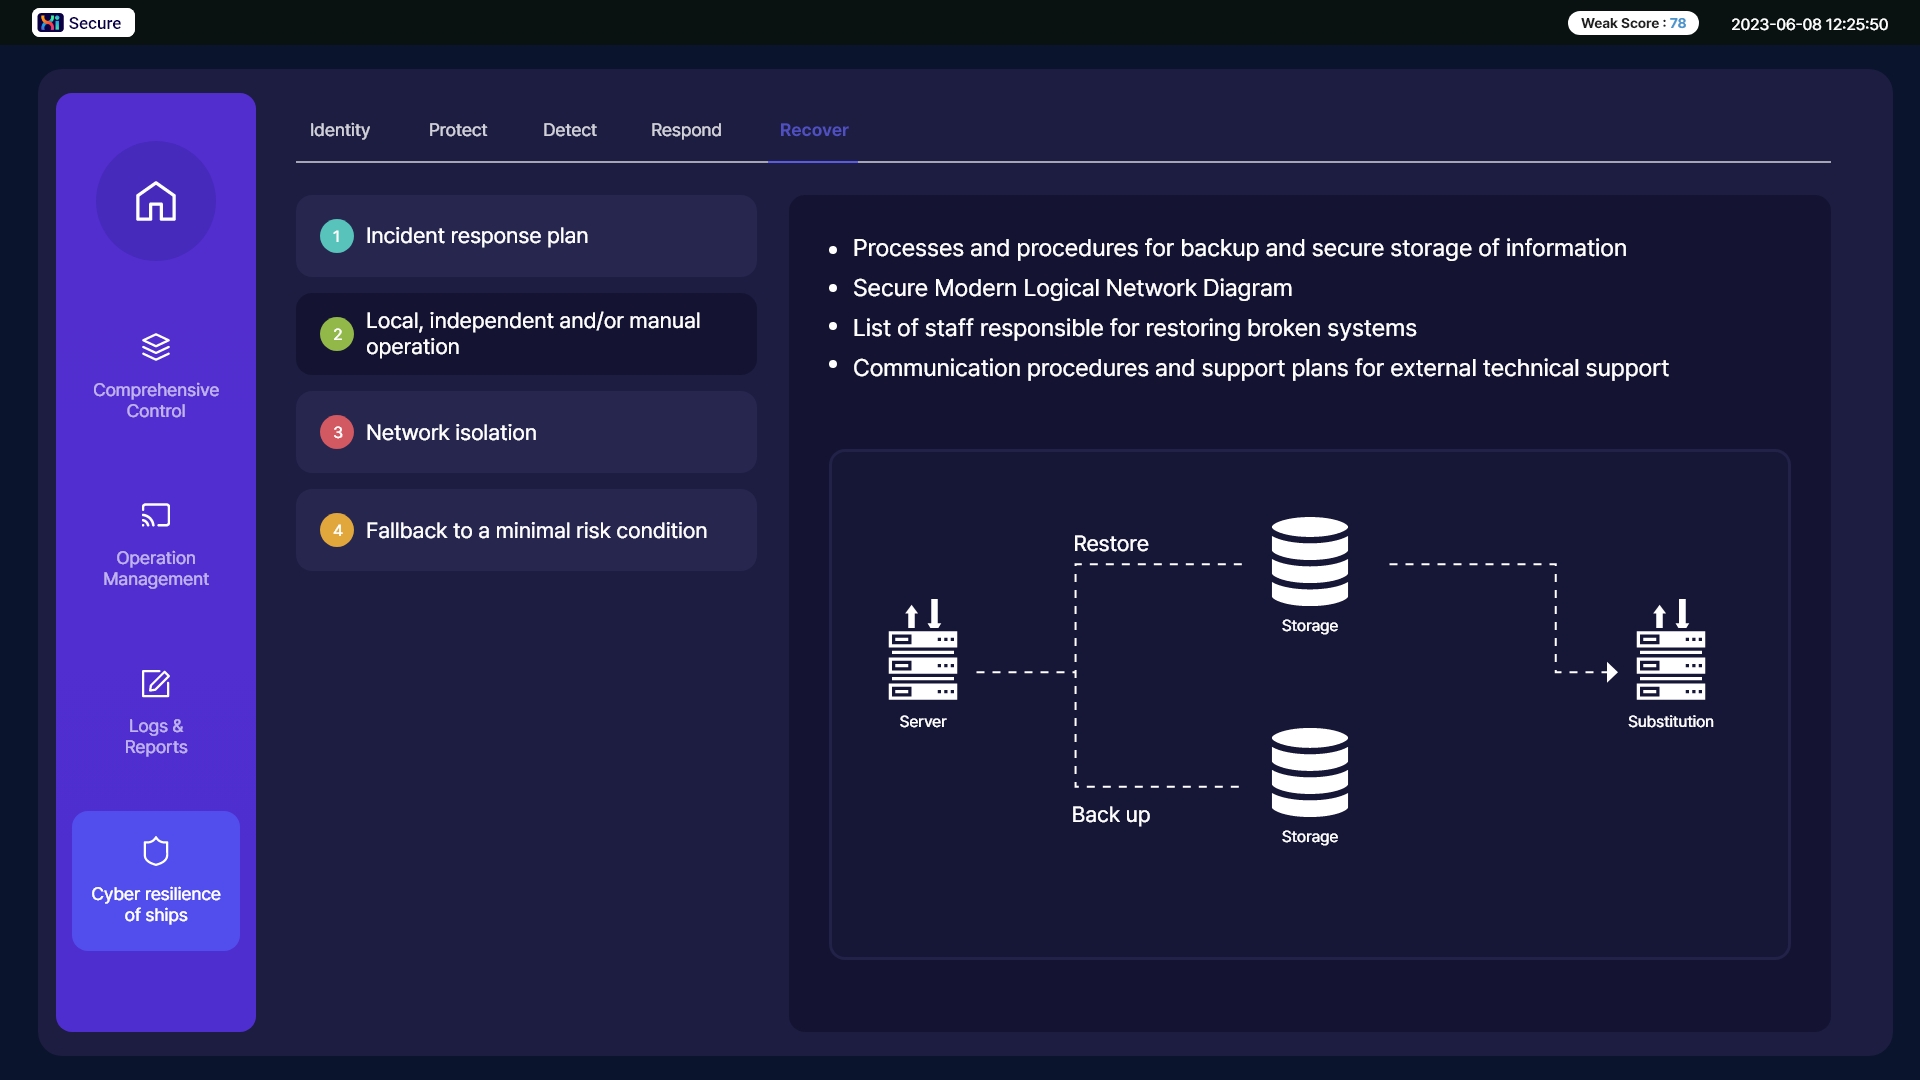 Xi Secure
Weak Score : 78
2023-06-08 12:25:50
Comprehensive
Control
Operation
Management
Logs &
Reports
Cyber resilience
of ships
Identity
Protect
Detect
Respond
Recover
1 Incident response plan
2 Local, independent and/or manual
operation
3 Network isolation
4 Fallback to a minimal risk condition
• Processes and procedures for backup and secure storage of information
• Secure Modern Logical Network Diagram
• List of staff responsible for restoring broken systems
• Communication procedures and support plans for external technical support
Restore
Storage
Server
Substitution
Back up
Storage